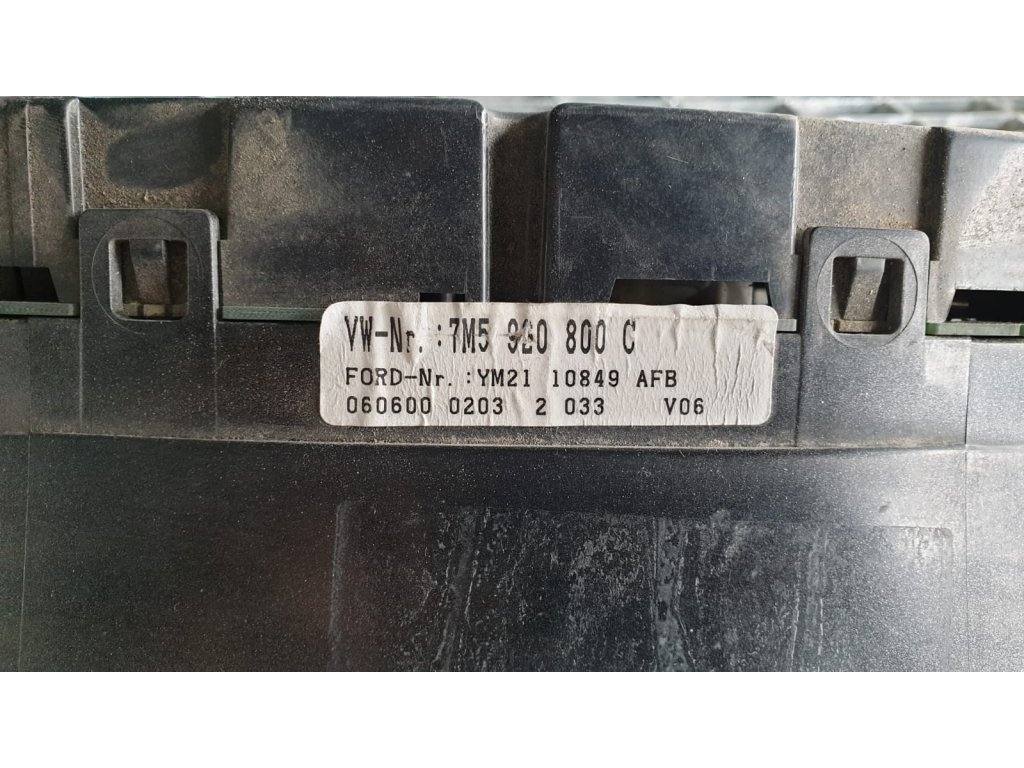 VW-Nr.:7M5 920 800 C
FORD-Nr.:YM21 10849 AFB
060600 0203 2 033 V06